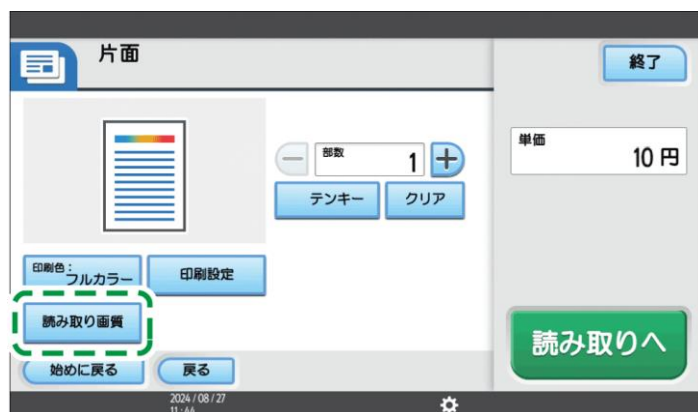 片面
終了
部数
1
単価
10 円
テンキー
クリア
印刷色：
フルカラー
印刷設定
読み取り画質
読み取りへ
始めに戻る
戻る
2024/08/27
11:44